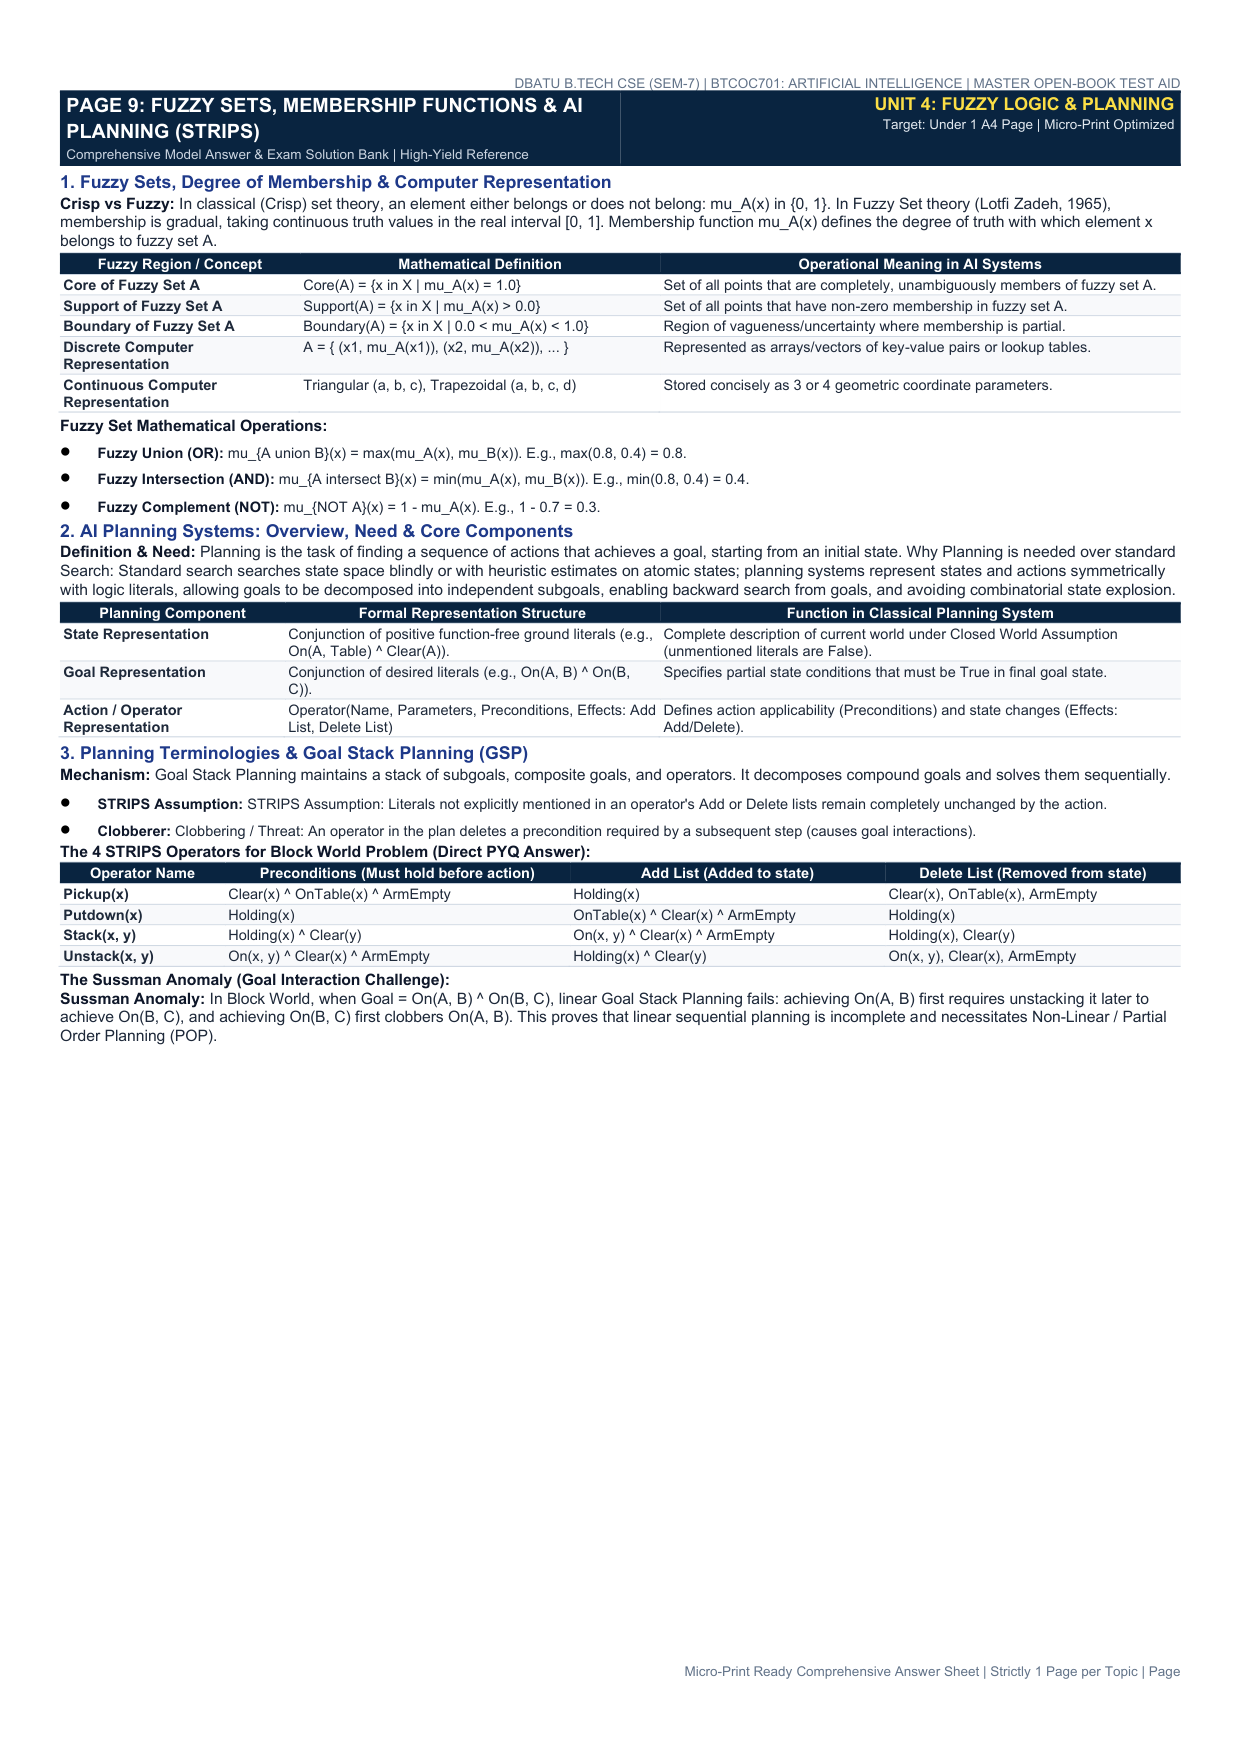 DBATU B.TECH CSE (SEM-7) | BTCOC701: ARTIFICIAL INTELLIGENCE | MASTER OPEN-BOOK TEST AID
PAGE 9: FUZZY SETS, MEMBERSHIP FUNCTIONS & AI
PLANNING (STRIPS)
Comprehensive Model Answer & Exam Solution Bank | High-Yield Reference
UNIT 4: FUZZY LOGIC & PLANNING
Target: Under 1 A4 Page | Micro-Print Optimized
1. Fuzzy Sets, Degree of Membership & Computer Representation
Crisp vs Fuzzy: In classical (Crisp) set theory, an element either belongs or does not belong: mu_A(x) in {0, 1}. In Fuzzy Set theory (Lotfi Zadeh, 1965),
membership is gradual, taking continuous truth values in the real interval [0, 1]. Membership function mu_A(x) defines the degree of truth with which element x
belongs to fuzzy set A.
Fuzzy Region / Concept Mathematical Definition Operational Meaning in AI Systems
Core of Fuzzy Set A Core(A) = {x in X | mu_A(x) = 1.0} Set of all points that are completely, unambiguously members of fuzzy set A.
Support of Fuzzy Set A Support(A) = {x in X | mu_A(x) > 0.0} Set of all points that have non-zero membership in fuzzy set A.
Boundary of Fuzzy Set A Boundary(A) = {x in X | 0.0 < mu_A(x) < 1.0} Region of vagueness/uncertainty where membership is partial.
Discrete Computer A = { (x1, mu_A(x1)), (x2, mu_A(x2)), ... } Represented as arrays/vectors of key-value pairs or lookup tables.
Representation
Continuous Computer Triangular (a, b, c), Trapezoidal (a, b, c, d) Stored concisely as 3 or 4 geometric coordinate parameters.
Representation
Fuzzy Set Mathematical Operations:
● Fuzzy Union (OR): mu_{A union B}(x) = max(mu_A(x), mu_B(x)). E.g., max(0.8, 0.4) = 0.8.
● Fuzzy Intersection (AND): mu_{A intersect B}(x) = min(mu_A(x), mu_B(x)). E.g., min(0.8, 0.4) = 0.4.
● Fuzzy Complement (NOT): mu_{NOT A}(x) = 1 - mu_A(x). E.g., 1 - 0.7 = 0.3.
2. AI Planning Systems: Overview, Need & Core Components
Definition & Need: Planning is the task of finding a sequence of actions that achieves a goal, starting from an initial state. Why Planning is needed over standard
Search: Standard search searches state space blindly or with heuristic estimates on atomic states; planning systems represent states and actions symmetrically
with logic literals, allowing goals to be decomposed into independent subgoals, enabling backward search from goals, and avoiding combinatorial state explosion.
Planning Component Formal Representation Structure Function in Classical Planning System
State Representation Conjunction of positive function-free ground literals (e.g., Complete description of current world under Closed World Assumption
On(A, Table) ^ Clear(A)). (unmentioned literals are False).
Goal Representation Conjunction of desired literals (e.g., On(A, B) ^ On(B, Specifies partial state conditions that must be True in final goal state.
C)).
Action / Operator Operator(Name, Parameters, Preconditions, Effects: Add Defines action applicability (Preconditions) and state changes (Effects:
Representation List, Delete List) Add/Delete).
3. Planning Terminologies & Goal Stack Planning (GSP)
Mechanism: Goal Stack Planning maintains a stack of subgoals, composite goals, and operators. It decomposes compound goals and solves them sequentially.
● STRIPS Assumption: STRIPS Assumption: Literals not explicitly mentioned in an operator's Add or Delete lists remain completely unchanged by the action.
● Clobberer: Clobbering / Threat: An operator in the plan deletes a precondition required by a subsequent step (causes goal interactions).
The 4 STRIPS Operators for Block World Problem (Direct PYQ Answer):
Operator Name Preconditions (Must hold before action) Add List (Added to state) Delete List (Removed from state)
Pickup(x) Clear(x) ^ OnTable(x) ^ ArmEmpty Holding(x) Clear(x), OnTable(x), ArmEmpty
Putdown(x) Holding(x) OnTable(x) ^ Clear(x) ^ ArmEmpty Holding(x)
Stack(x, y) Holding(x) ^ Clear(y) On(x, y) ^ Clear(x) ^ ArmEmpty Holding(x), Clear(y)
Unstack(x, y) On(x, y) ^ Clear(x) ^ ArmEmpty Holding(x) ^ Clear(y) On(x, y), Clear(x), ArmEmpty
The Sussman Anomaly (Goal Interaction Challenge):
Sussman Anomaly: In Block World, when Goal = On(A, B) ^ On(B, C), linear Goal Stack Planning fails: achieving On(A, B) first requires unstacking it later to
achieve On(B, C), and achieving On(B, C) first clobbers On(A, B). This proves that linear sequential planning is incomplete and necessitates Non-Linear / Partial
Order Planning (POP).
Micro-Print Ready Comprehensive Answer Sheet | Strictly 1 Page per Topic | Page